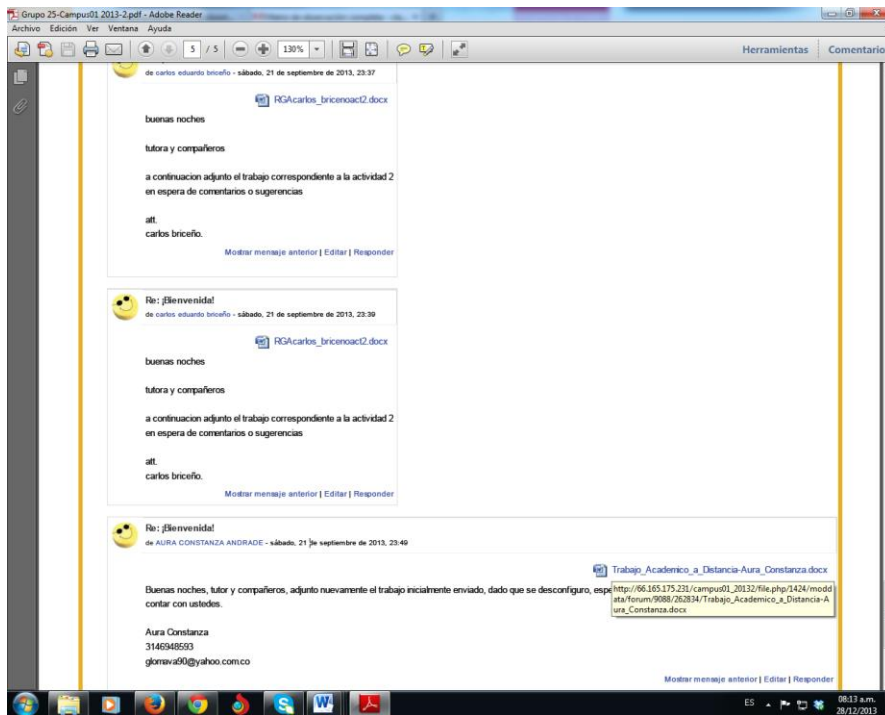 Grupo 25-Campus01 2013-2.pdf - Adobe Reader
Archivo Edición Ver Ventana Ayuda
5 / 5 130% Herramientas Comentario
de carlos eduardo briceño - sábado, 21 de septiembre de 2013, 23:37
RGAcarlos_bricenoact2.docx
buenas noches
tutora y compañeros
a continuacion adjunto el trabajo correspondiente a la actividad 2
en espera de comentarios o sugerencias
att.
carlos briceño.
Mostrar mensaje anterior | Editar | Responder
Re: ¡Bienvenida!
de carlos eduardo briceño - sábado, 21 de septiembre de 2013, 23:39
RGAcarlos_bricenoact2.docx
buenas noches
tutora y compañeros
a continuacion adjunto el trabajo correspondiente a la actividad 2
en espera de comentarios o sugerencias
att.
carlos briceño.
Mostrar mensaje anterior | Editar | Responder
Re: ¡Bienvenida!
de AURA CONSTANZA ANDRADE - sábado, 21 de septiembre de 2013, 23:49
Trabajo_Academico_a_Distancia-Aura_Constanza.docx
Buenas noches, tutor y compañeros, adjunto nuevamente el trabajo inicialmente enviado, dado que se desconfiguro, espe
contar con ustedes.
http://66.165.175.231/campus01_20132/file.php/1424/modd
ata/forum/9088/262834/Trabajo_Academico_a_Distancia-A
ura_Constanza.docx
Aura Constanza
3146948593
glomava90@yahoo.com.co
Mostrar mensaje anterior | Editar | Responder
ES 08:13 a.m.
28/12/2013